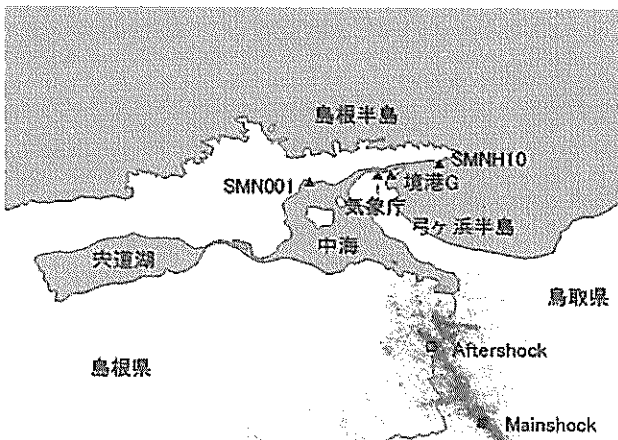 島根半島
SMNH10
SMN001
境港G
気象庁
弓ヶ浜半島
中海
宍道湖
鳥取県
Aftershock
島根県
Mainshock